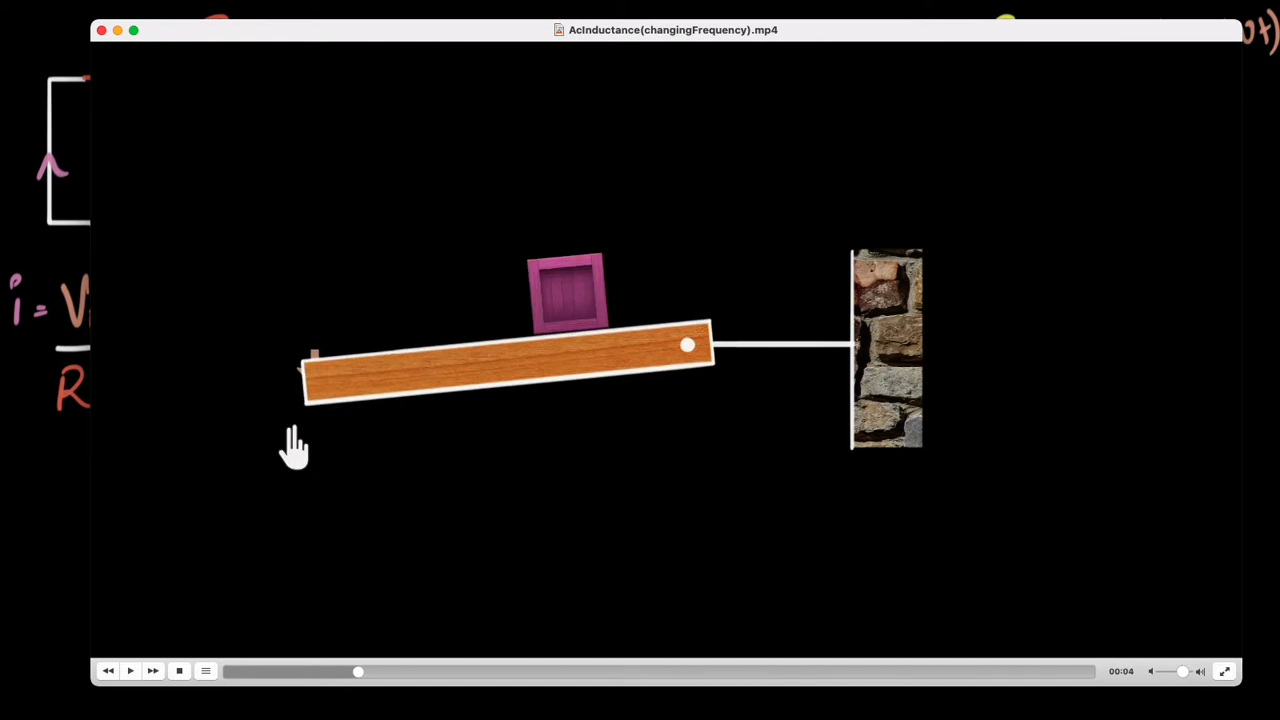 AcInductance(changingFrequency).mp4
i = V
R
00:04